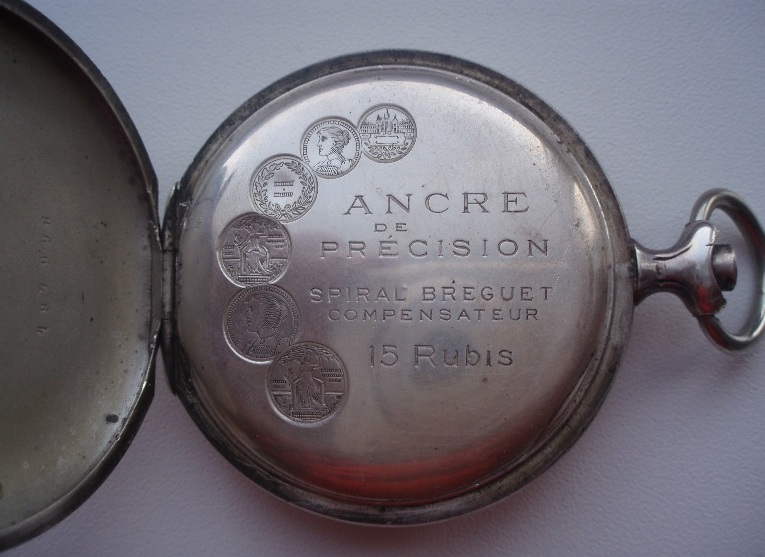 ANCRE
DE
PRÉCISION
SPIRAL BREGUET
COMPENSATEUR
15 Rubis